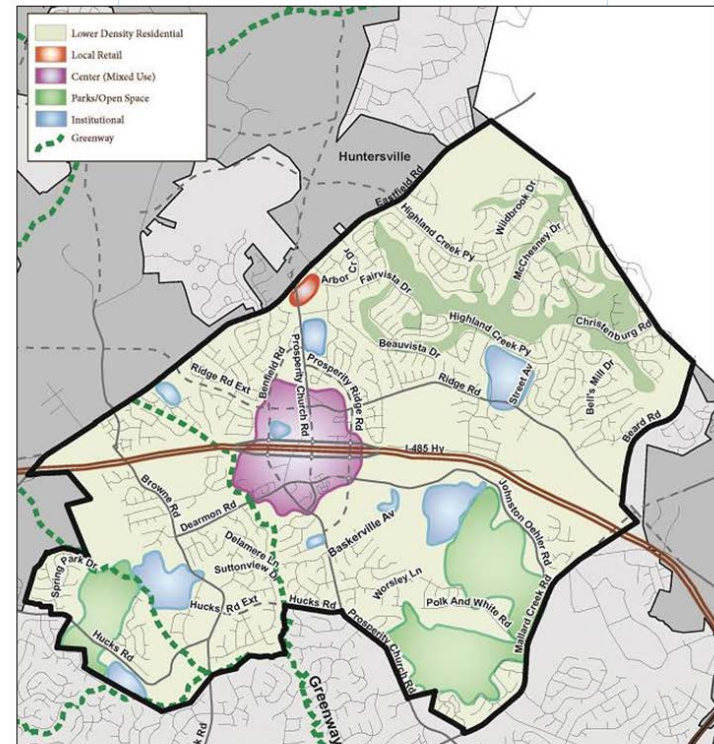 Lower Density Residential
Local Retail
Center (Mixed Use)
Parks/Open Space
Institutional
Greenway
Huntersville
Eastfield Rd
Highland Creek Py
Wildbrook Dr
McChesney Dr
Arbor
Cr Dr
Fairvista Dr
Christenburg Rd
Highland Creek Py
Beauvista Dr
Prosperity Church Rd
Benfield Rd
Prosperity Ridge Rd
Ridge Rd Ext
Ridge Rd
Street Av
Bell's Mill Dr
Beard Rd
I-485 Hy
Browne Rd
Dearmon Rd
Johnston Oehler Rd
Baskerville Av
Delamere Ln
Suttonview Dr
Spring Park Dr
Worsley Ln
Hucks Rd Ext
Hucks Rd
Polk And White Rd
Mallard Creek Rd
Hucks Rd
Prosperity Church Rd
Greenway
Rd